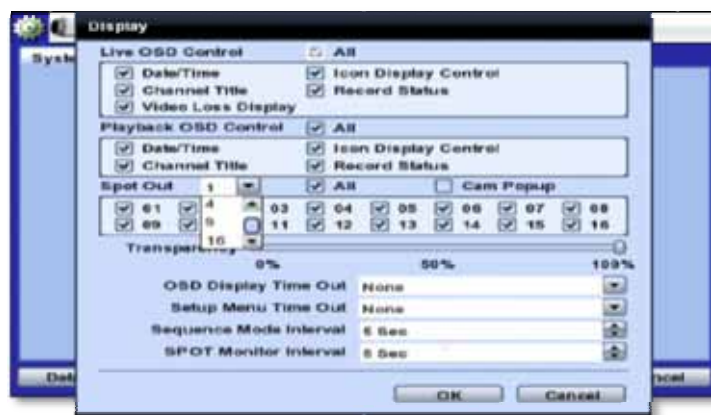 Display
Syste
Live OSD Control All
Date/Time Icon Display Control
Channel Title Record Status
Video Loss Display
Playback OSD Control All
Date/Time Icon Display Control
Channel Title Record Status
Spot Out 1 All Cam Popup
01 4 03 04 05 06 07 08
09 9 11 12 13 14 15 16
16
Transparency
0% 50% 100%
OSD Display Time Out None
Setup Menu Time Out None
Sequence Mode Interval 5 Sec
SPOT Monitor Interval 5 Sec
OK Cancel
ncel